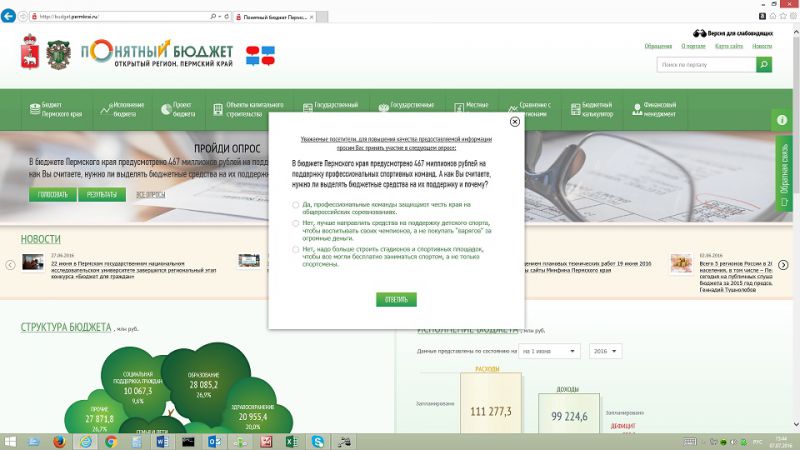 http://budget.permkrai.ru/
Понятный Бюджет Пермс...
Версия для слабовидящих
ПОНЯТНЫЙ БЮДЖЕТ
ОТКРЫТЫЙ РЕГИОН. ПЕРМСКИЙ КРАЙ
Обращения О портале Карта сайта Новости
Поиск по порталу
Бюджет Пермского края
Исполнение бюджета
Проект бюджета
Объекты капитального строительства
Государственный
Государственные
Местные
Сравнение с
Бюджетный калькулятор
Финансовый менеджмент
Обратная связь
ПРОЙДИ ОПРОС
В бюджете Пермского края предусмотрено 467 миллионов рублей на под
как Вы считаете, нужно ли выделять бюджетные средства на их поддержку
ГОЛОСОВАТЬ
РЕЗУЛЬТАТЫ
ВСЕ ОПРОСЫ
Уважаемые посетители, для повышения качества предоставляемой информации
просим Вас принять участие в следующем опросе:
В бюджете Пермского края предусмотрено 467 миллионов рублей на
поддержку профессиональных спортивных команд. А как Вы считаете,
нужно ли выделять бюджетные средства на их поддержку и почему?
Да, профессиональные команды защищают честь края на
общероссийских соревнованиях.
Нет, лучше направлять средства на поддержку детского спорта,
чтобы воспитывать своих чемпионов, а не покупать "варягов" за
огромные деньги.
Нет, надо больше строить стадионов и спортивных площадок,
чтобы все могли бесплатно заниматься спортом, а не только
спортсмены.
ОТВЕТИТЬ
НОВОСТИ
27.06.2016
22 июня в Пермском государственном национальном
исследовательском университете завершился региональный этап
конкурса «Бюджет для граждан»
плановых технических работ 19 июня 2016
сайты Минфина Пермского края
02.06.2016
Всего 5 регионов России в 20
населения, в том числе – Пе
сегодня на публичных слуша
бюджета за 2015 год предсе
Геннадий Тушнолобов
СТРУКТУРА БЮДЖЕТА , млн руб.
СОЦИАЛЬНАЯ
ПОДДЕРЖКА ГРАЖДАН
10 067,3
9,6%
ОБРАЗОВАНИЕ
28 085,2
26,9%
ПРОЧИЕ
27 871,8
26,7%
ЗДРАВООХРАНЕНИЕ
20 955,4
20,0%
ИСПОЛНЕНИЕ БЮДЖЕТА , млн руб.
Данные представлены по состоянию на
на 1 июня
2016
РАСХОДЫ
Запланировано
111 277,3
ДОХОДЫ
99 224,6
Запланировано
ДЕФИЦИТ
РУС
15:44
07.07.2016